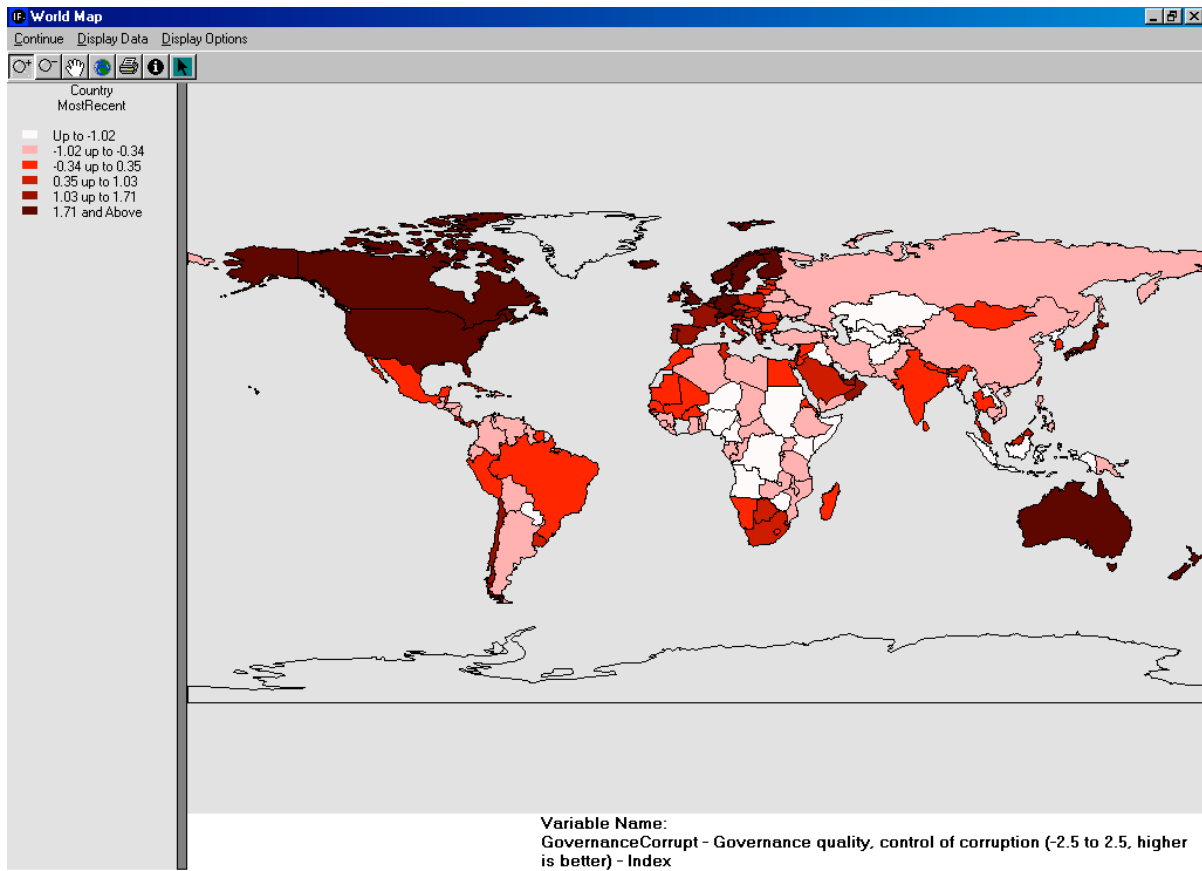 IF- World Map
Continue Display Data Display Options
Country
MostRecent
Up to -1.02
-1.02 up to -0.34
-0.34 up to 0.35
0.35 up to 1.03
1.03 up to 1.71
1.71 and Above
Variable Name:
GovernanceCorrupt - Governance quality, control of corruption (-2.5 to 2.5, higher
is better) - Index